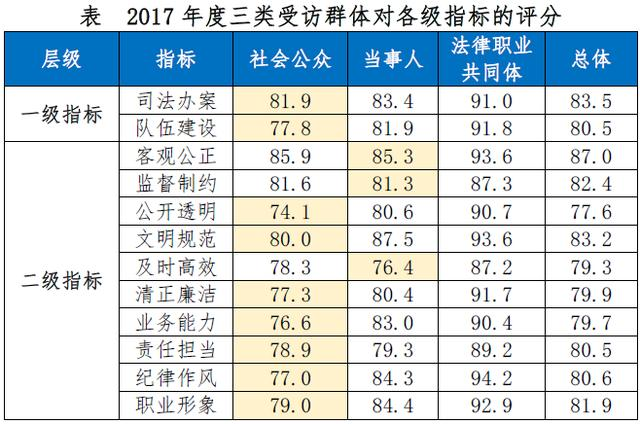 表 2017 年度三类受访群体对各级指标的评分
层级 指标 社会公众 当事人 法律职业共同体 总体
一级指标 司法办案 81.9 83.4 91.0 83.5
队伍建设 77.8 81.9 91.8 80.5
二级指标 客观公正 85.9 85.3 93.6 87.0
监督制约 81.6 81.3 87.3 82.4
公开透明 74.1 80.6 90.7 77.6
文明规范 80.0 87.5 93.6 83.2
及时高效 78.3 76.4 87.2 79.3
清正廉洁 77.3 80.4 91.7 79.9
业务能力 76.6 83.0 90.4 79.7
责任担当 78.9 79.3 89.2 80.5
纪律作风 77.0 84.3 94.2 80.6
职业形象 79.0 84.4 92.9 81.9